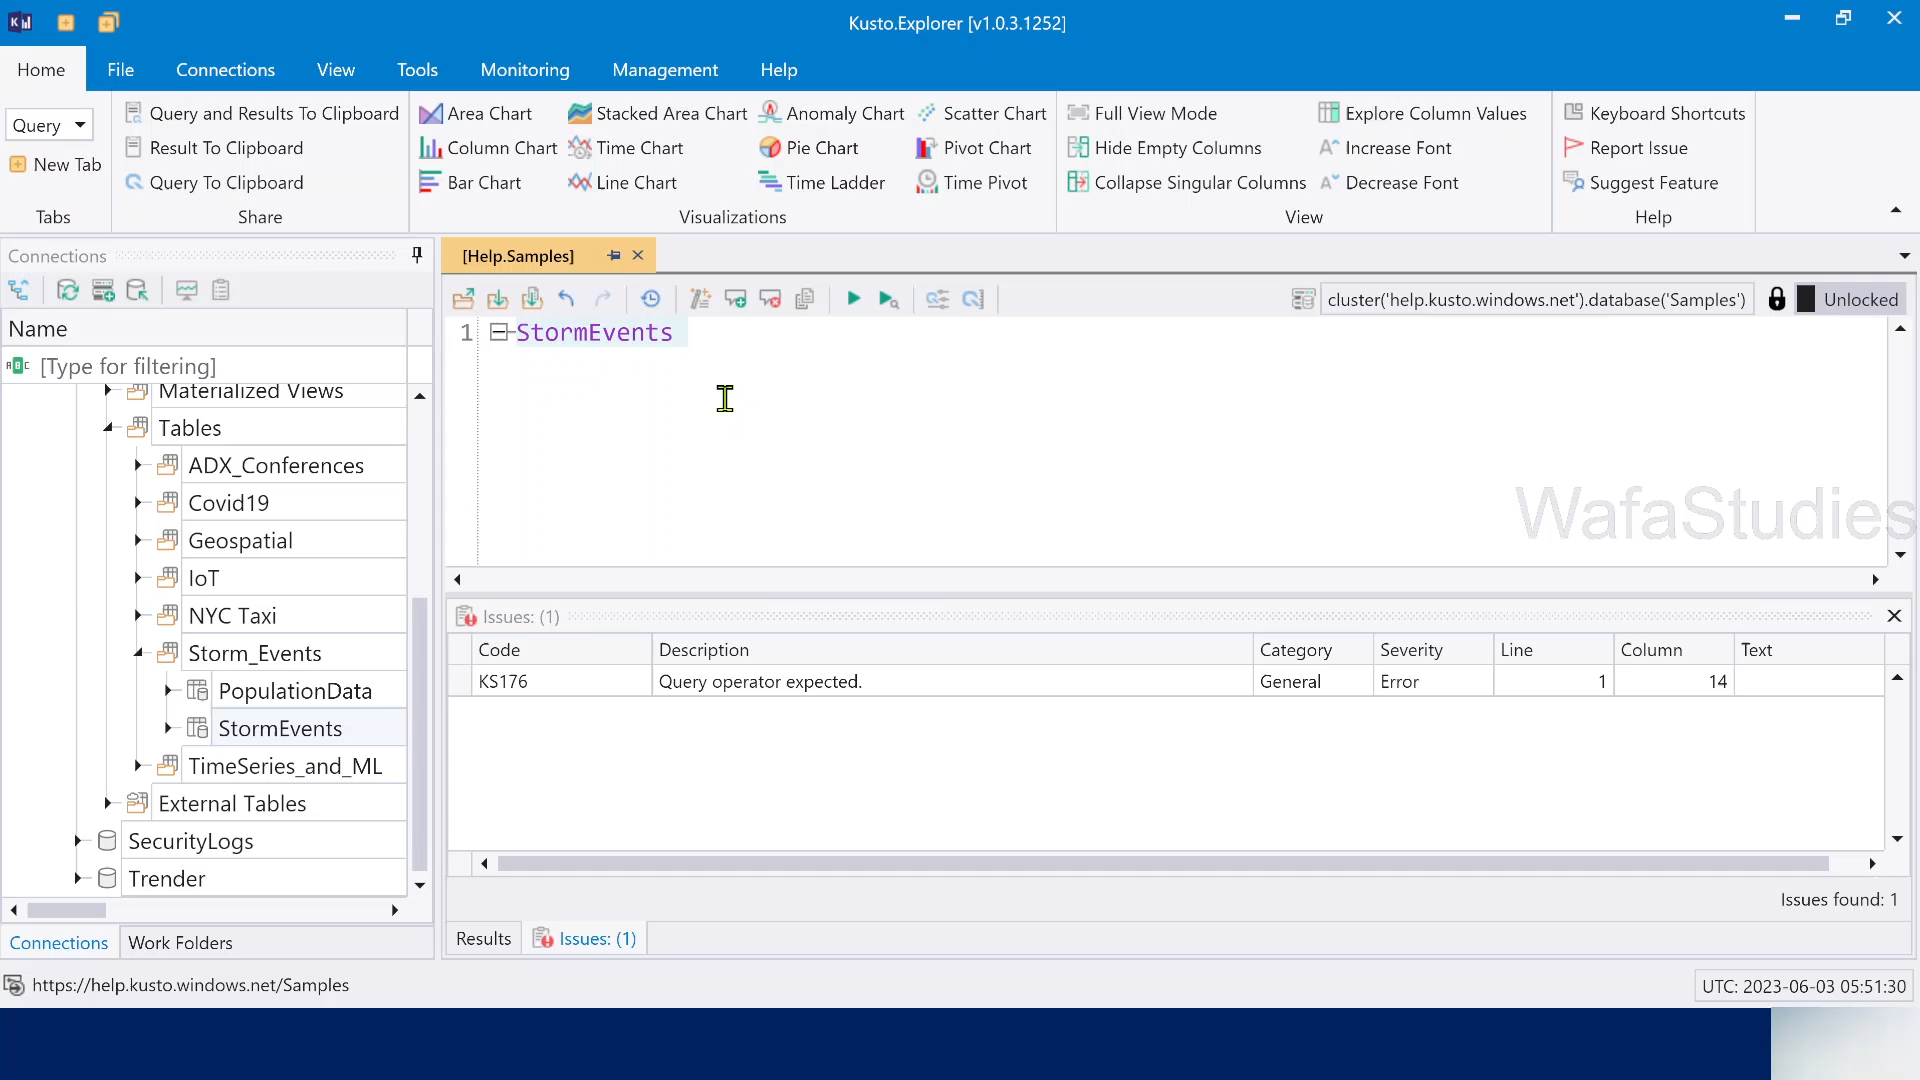 Kusto.Explorer [v1.0.3.1252]
Home File Connections View Tools Monitoring Management Help
Query
New Tab
Tabs
Query and Results To Clipboard
Result To Clipboard
Query To Clipboard
Share
Area Chart Stacked Area Chart Anomaly Chart Scatter Chart
Column Chart Time Chart Pie Chart Pivot Chart
Bar Chart Line Chart Time Ladder Time Pivot
Visualizations
Full View Mode Explore Column Values
Hide Empty Columns Increase Font
Collapse Singular Columns Decrease Font
View
Keyboard Shortcuts
Report Issue
Suggest Feature
Help
Connections
Name
[Type for filtering]
Materialized Views
Tables
ADX_Conferences
Covid19
Geospatial
IoT
NYC Taxi
Storm_Events
PopulationData
StormEvents
TimeSeries_and_ML
External Tables
SecurityLogs
Trender
Connections Work Folders
[Help.Samples]
cluster('help.kusto.windows.net').database('Samples') Unlocked
1 StormEvents
WafaStudies
Issues: (1)
Code Description Category Severity Line Column Text
KS176 Query operator expected. General Error 1 14
Issues found: 1
Results Issues: (1)
https://help.kusto.windows.net/Samples
UTC: 2023-06-03 05:51:30